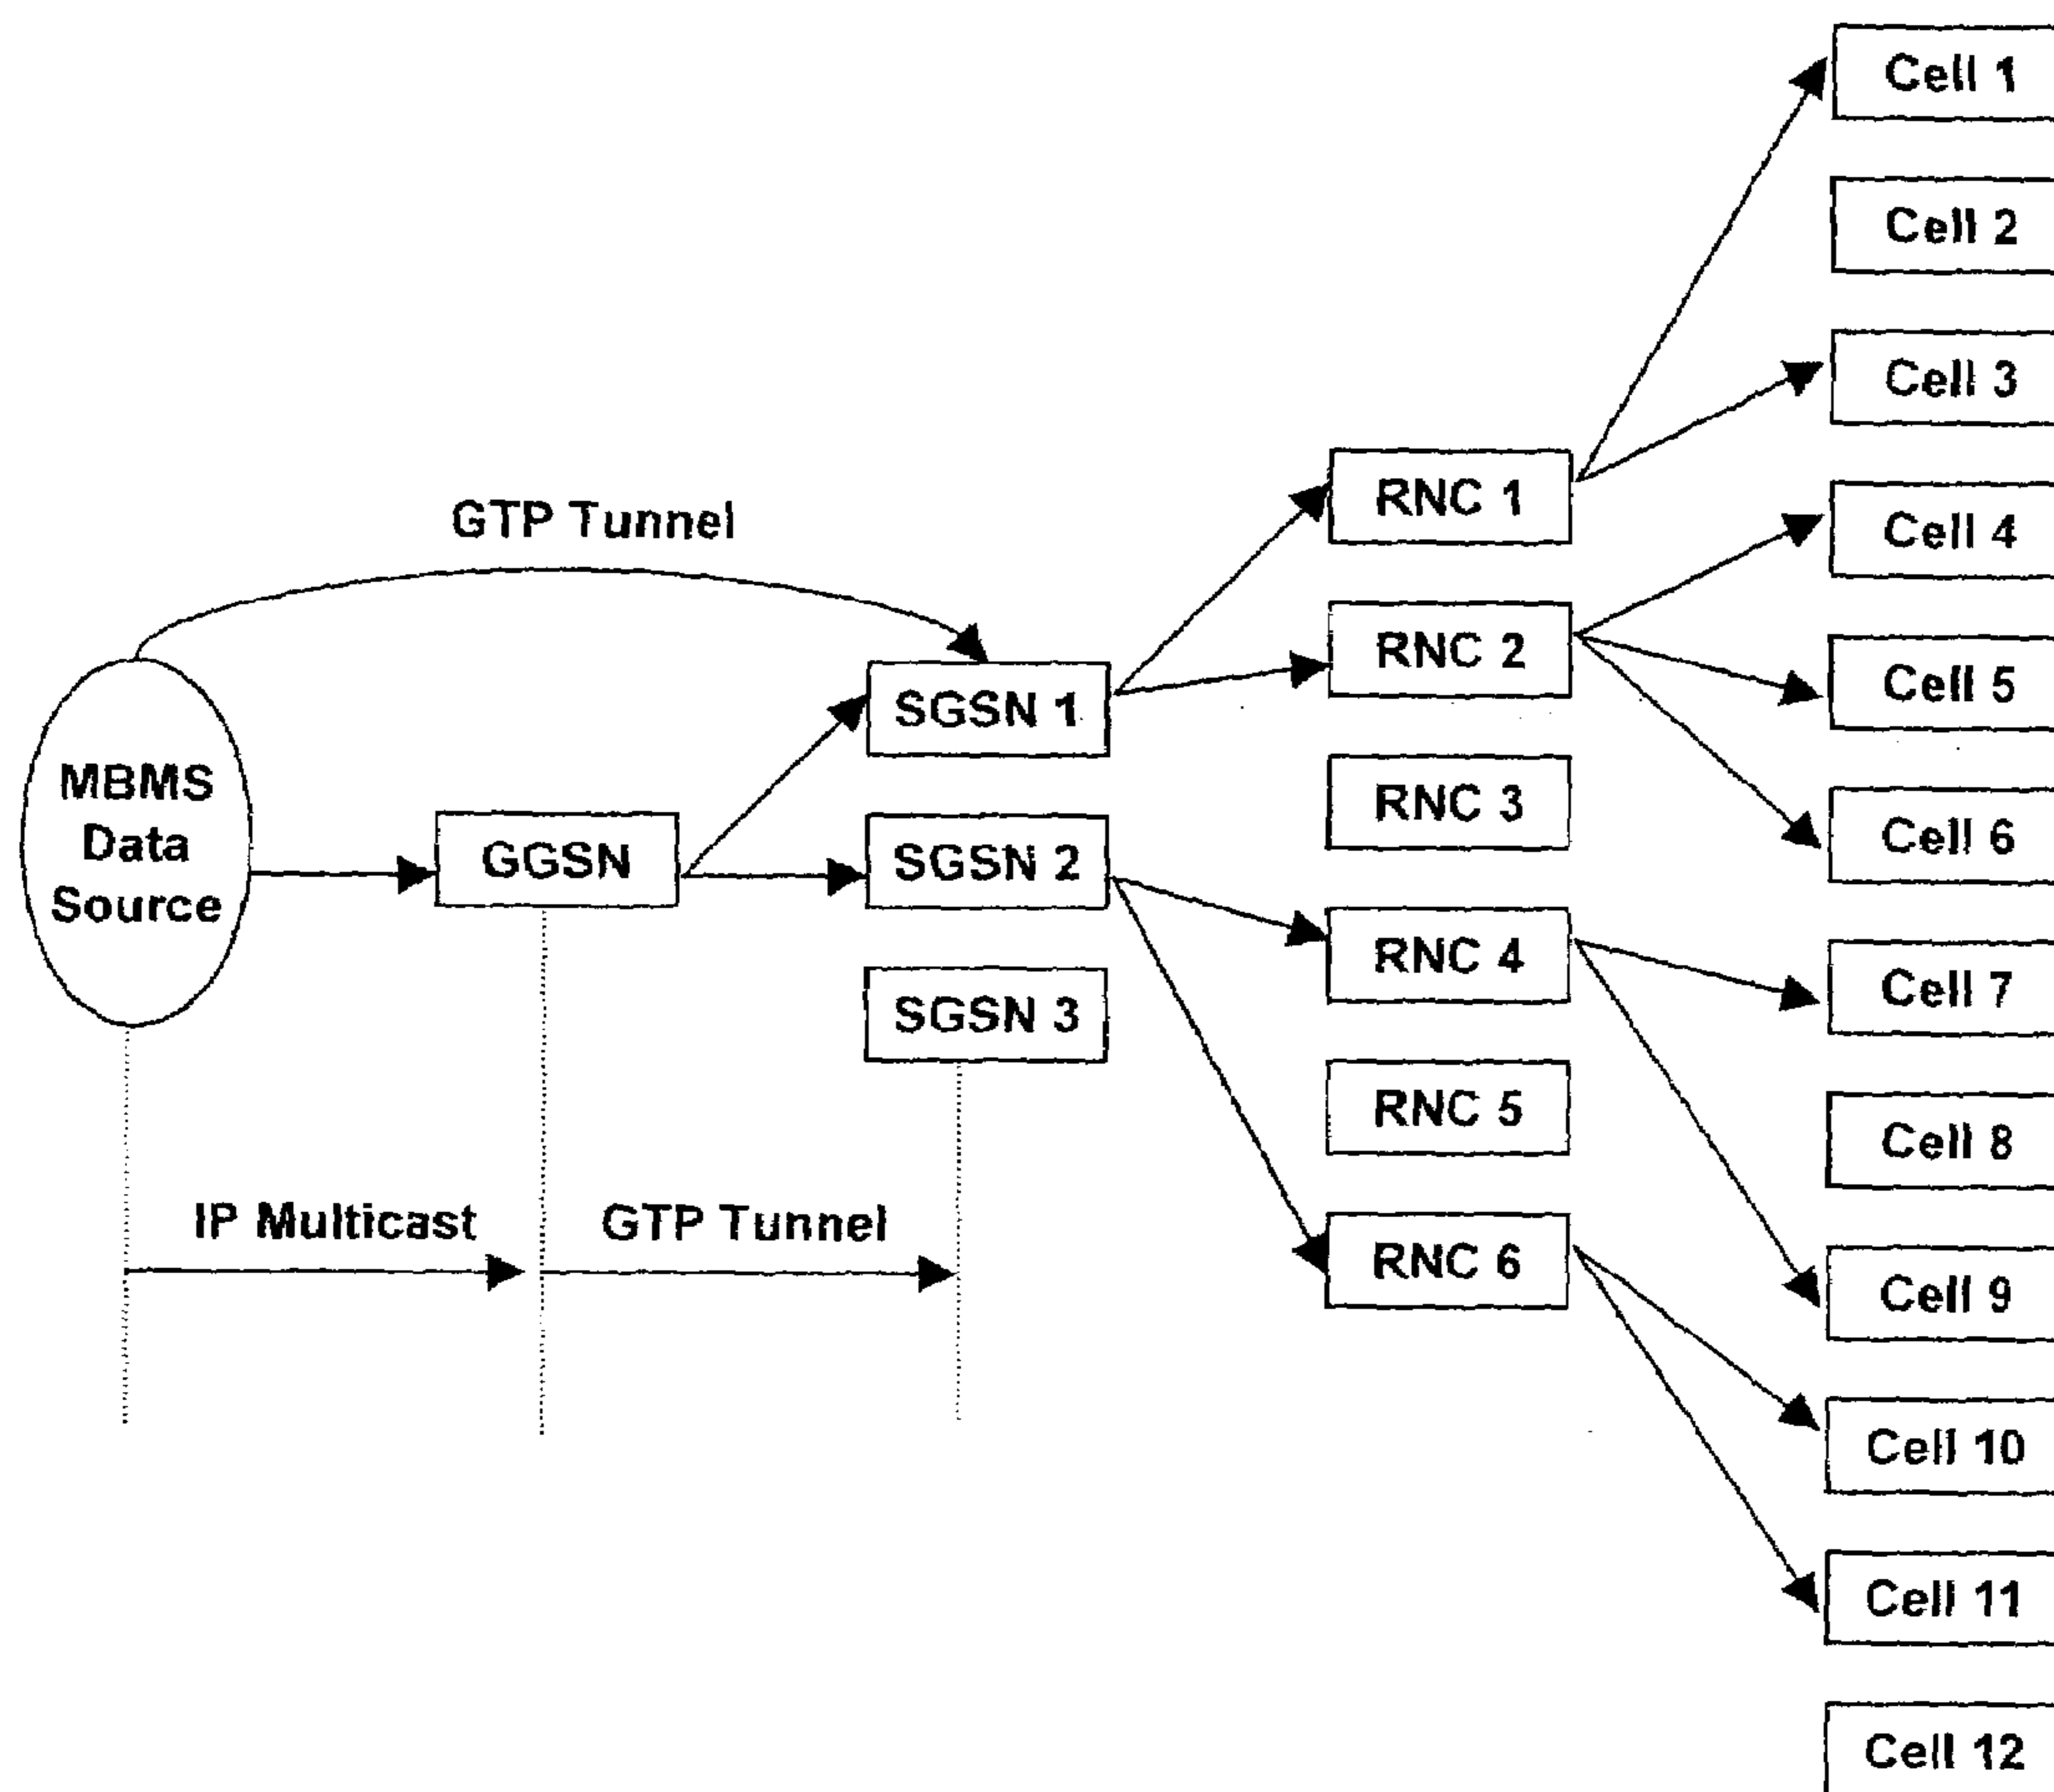 GTP Tunnel
MBMS
Data
Source
GGSN
SGSN 1
SGSN 2
SGSN 3
IP Multicast
GTP Tunnel
RNC 1
RNC 2
RNC 3
RNC 4
RNC 5
RNC 6
Cell 1
Cell 2
Cell 3
Cell 4
Cell 5
Cell 6
Cell 7
Cell 8
Cell 9
Cell 10
Cell 11
Cell 12